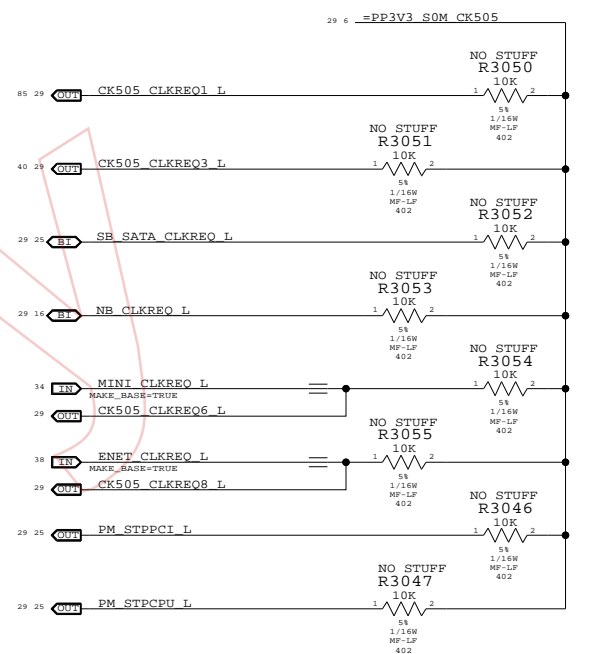 29 6 =PP3V3_S0M_CK505
NO STUFF
R3050
10K
85 29 OUT CK505_CLKREQ1_L 1 2
5%
1/16W
MF-LF
402
NO STUFF
R3051
10K
40 29 OUT CK505_CLKREQ3_L 1 2
5%
1/16W
MF-LF
402
NO STUFF
R3052
10K
29 25 BI SB_SATA_CLKREQ_L 1 2
5%
1/16W
MF-LF
402
NO STUFF
R3053
10K
29 16 BI NB_CLKREQ_L 1 2
5%
1/16W
MF-LF
402
NO STUFF
R3054
10K
34 IN MINI_CLKREQ_L 1 2
MAKE_BASE=TRUE
5%
1/16W
MF-LF
402
29 OUT CK505_CLKREQ6_L
NO STUFF
R3055
10K
38 IN ENET_CLKREQ_L 1 2
MAKE_BASE=TRUE
5%
1/16W
MF-LF
402
29 OUT CK505_CLKREQ8_L
NO STUFF
R3046
10K
29 25 OUT PM_STPPCI_L 1 2
5%
1/16W
MF-LF
402
NO STUFF
R3047
10K
29 25 OUT PM_STPCPU_L 1 2
5%
1/16W
MF-LF
402